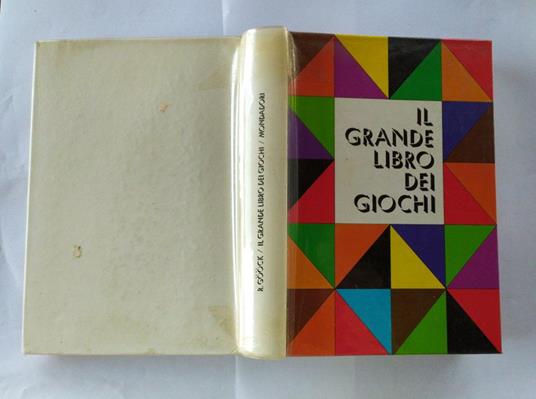 IL
GRANDE
LIBRO
DEI
GIOCHI
R. GÖÖCK / IL GRANDE LIBRO DEI GIOCHI / MONDADORI